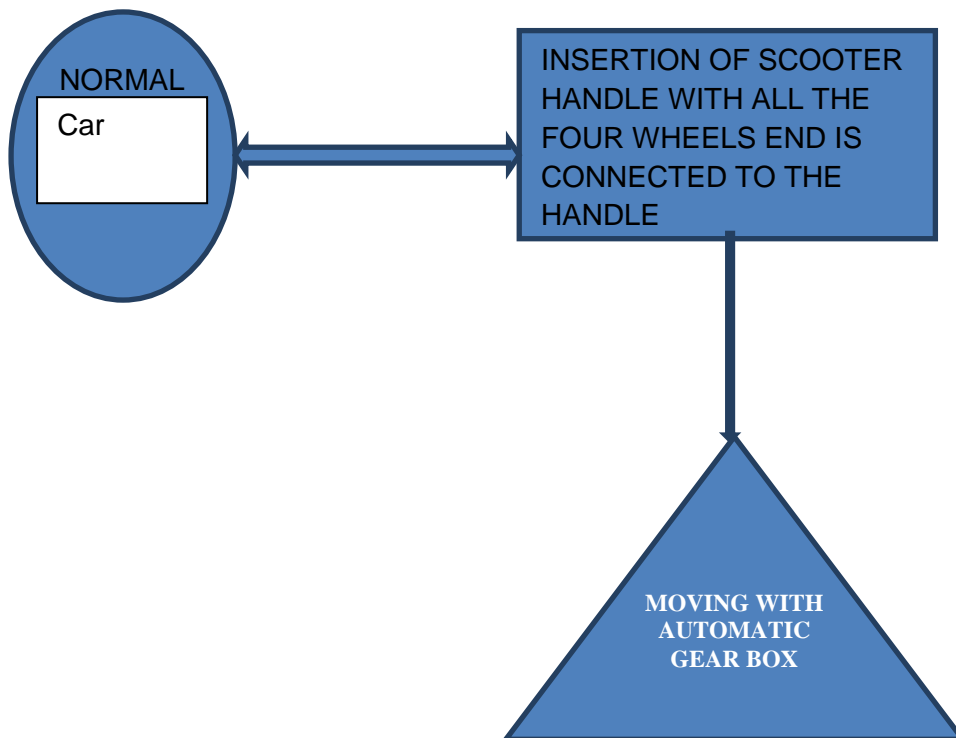 NORMAL
Car
INSERTION OF SCOOTER
HANDLE WITH ALL THE
FOUR WHEELS END IS
CONNECTED TO THE
HANDLE
MOVING WITH
AUTOMATIC
GEAR BOX